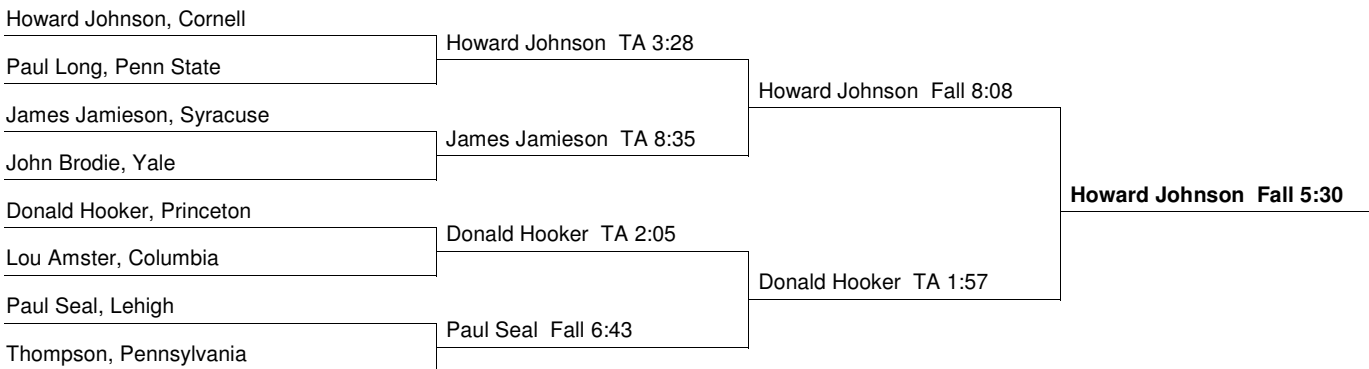 Howard Johnson, Cornell
Paul Long, Penn State
James Jamieson, Syracuse
John Brodie, Yale
Donald Hooker, Princeton
Lou Amster, Columbia
Paul Seal, Lehigh
Thompson, Pennsylvania
Howard Johnson TA 3:28
James Jamieson TA 8:35
Donald Hooker TA 2:05
Paul Seal Fall 6:43
Howard Johnson Fall 8:08
Donald Hooker TA 1:57
Howard Johnson Fall 5:30